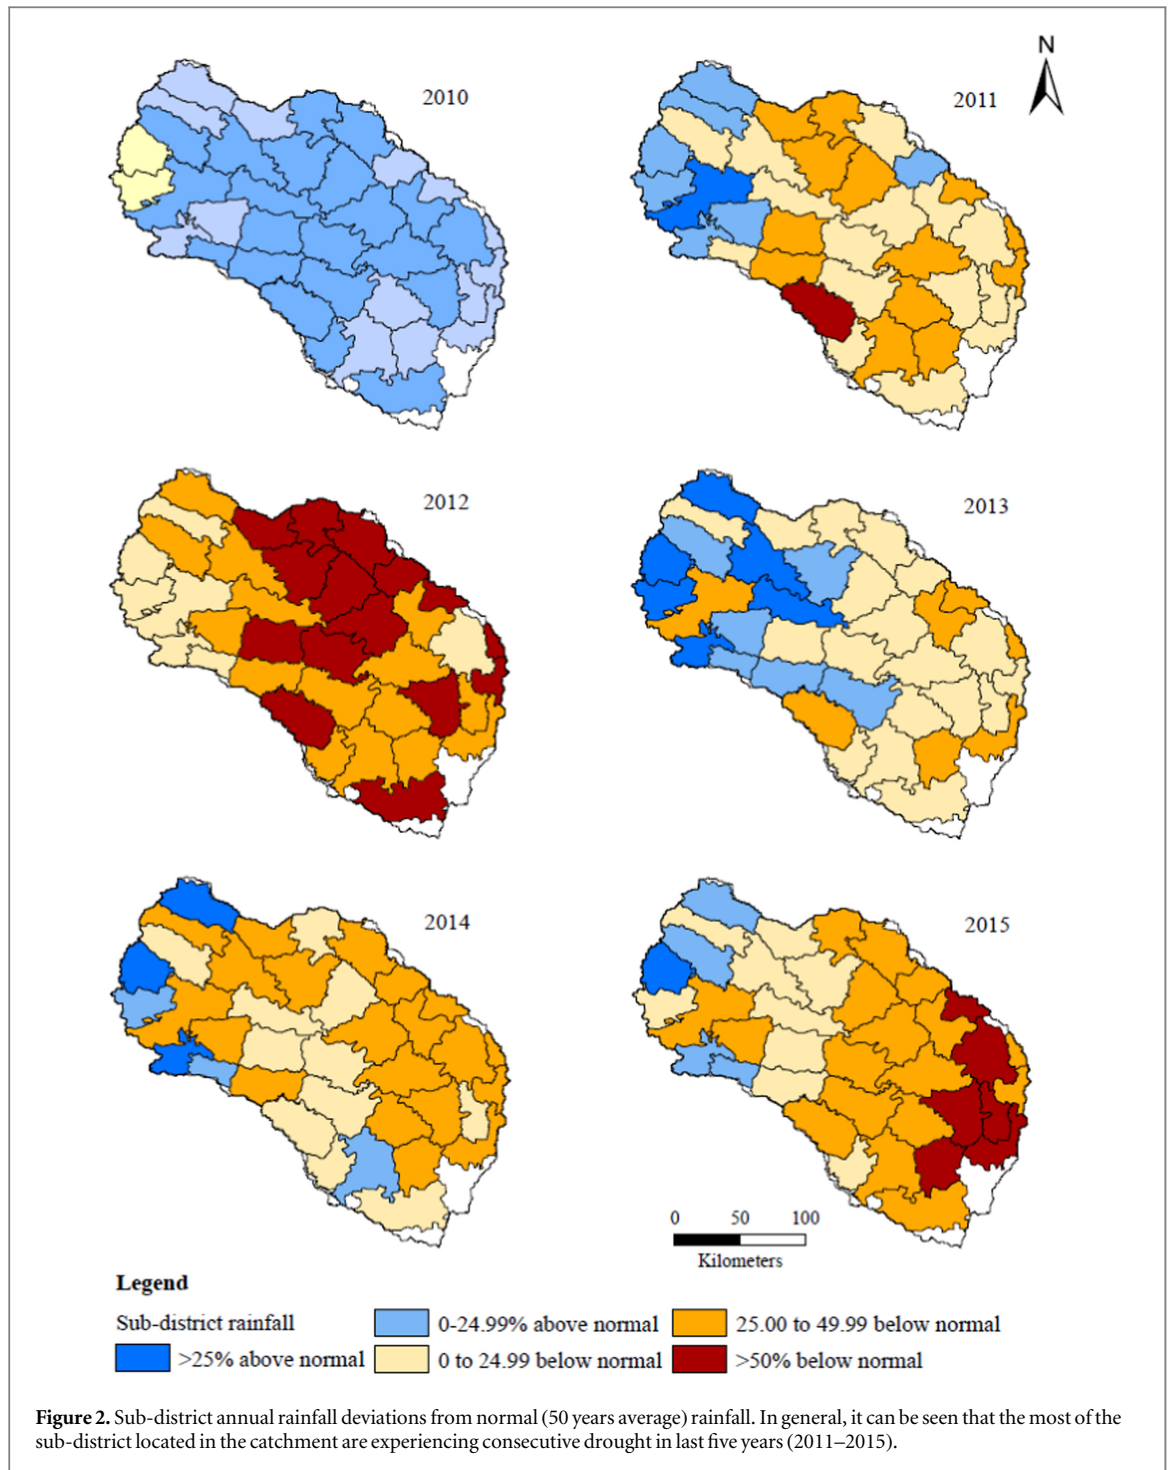 N
2010
2011
2012
2013
2014
2015
0 50 100
Kilometers
Legend
Sub-district rainfall
0-24.99% above normal
25.00 to 49.99 below normal
>25% above normal
0 to 24.99 below normal
>50% below normal
Figure 2. Sub-district annual rainfall deviations from normal (50 years average) rainfall. In general, it can be seen that the most of the
sub-district located in the catchment are experiencing consecutive drought in last five years (2011–2015).